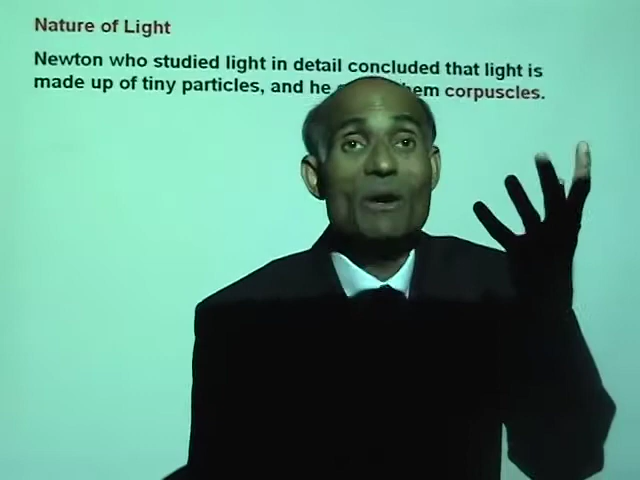 Nature of Light
Newton who studied light in detail concluded that light is
made up of tiny particles, and he corpuscles.